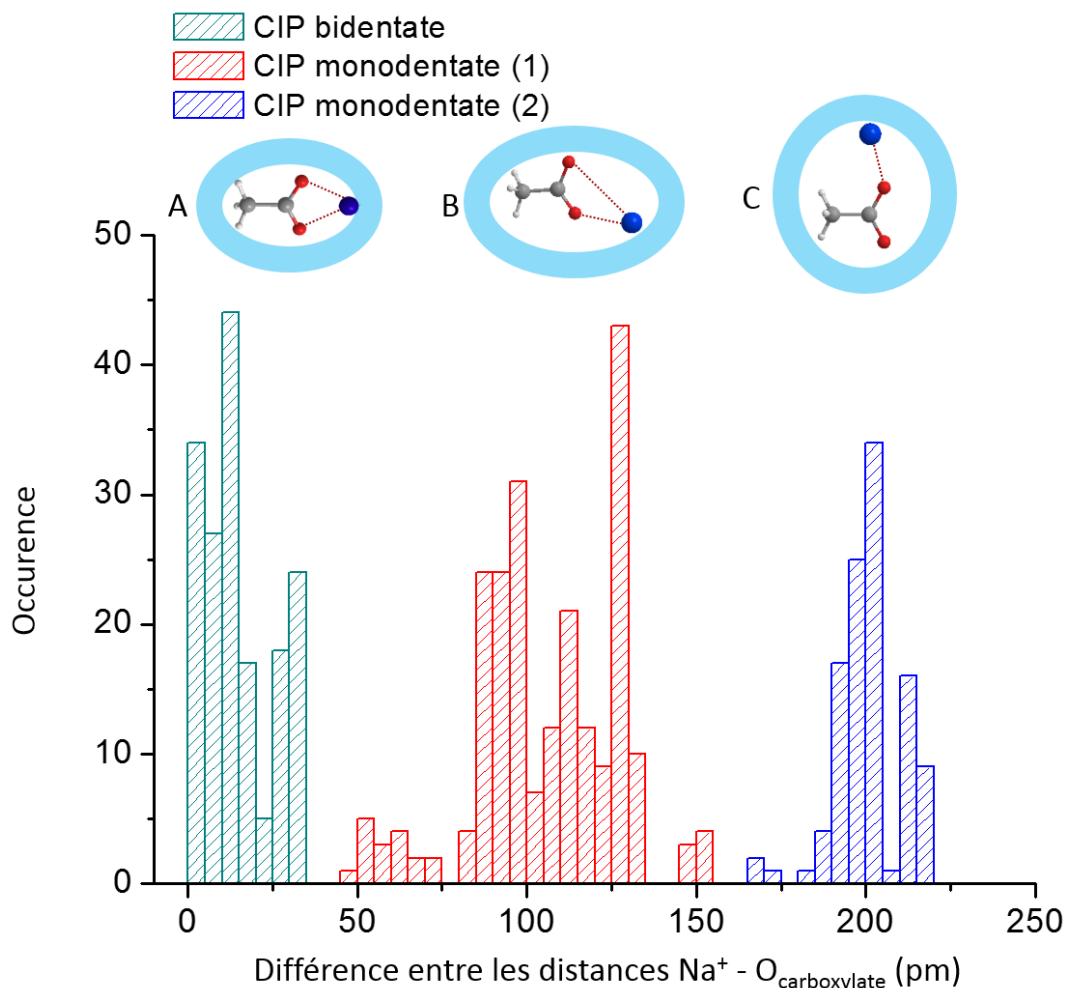 CIP bidentate
CIP monodentate (1)
CIP monodentate (2)
A
B
C
50
40
30
20
10
0
Occurence
0 50 100 150 200 250
Différence entre les distances Na⁺ - Ocarboxylate (pm)